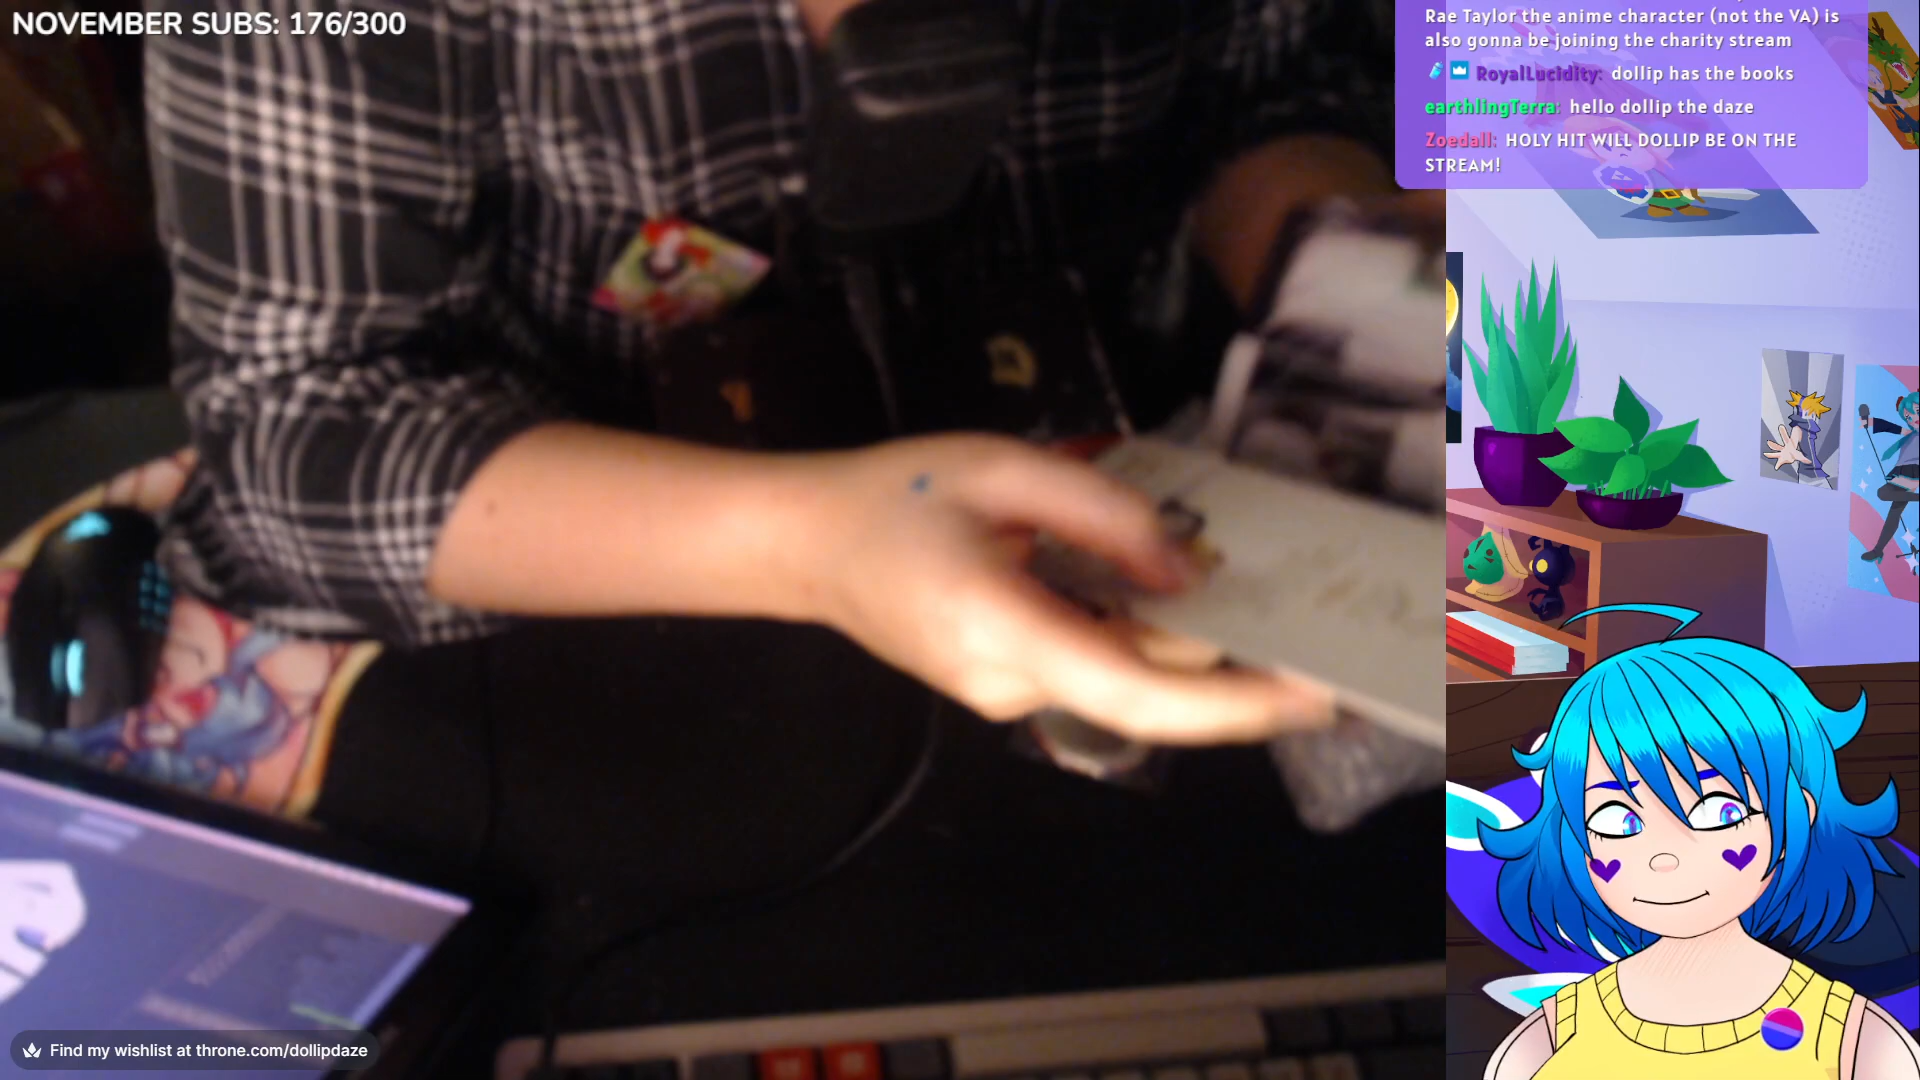 NOVEMBER SUBS: 176/300
Rae Taylor the anime character (not the VA) is
also gonna be joining the charity stream
RoyalLucidity: dollip has the books
earthlingTerra: hello dollip the daze
Zoedall: HOLY HIT WILL DOLLIP BE ON THE
STREAM!
Find my wishlist at throne.com/dollipdaze